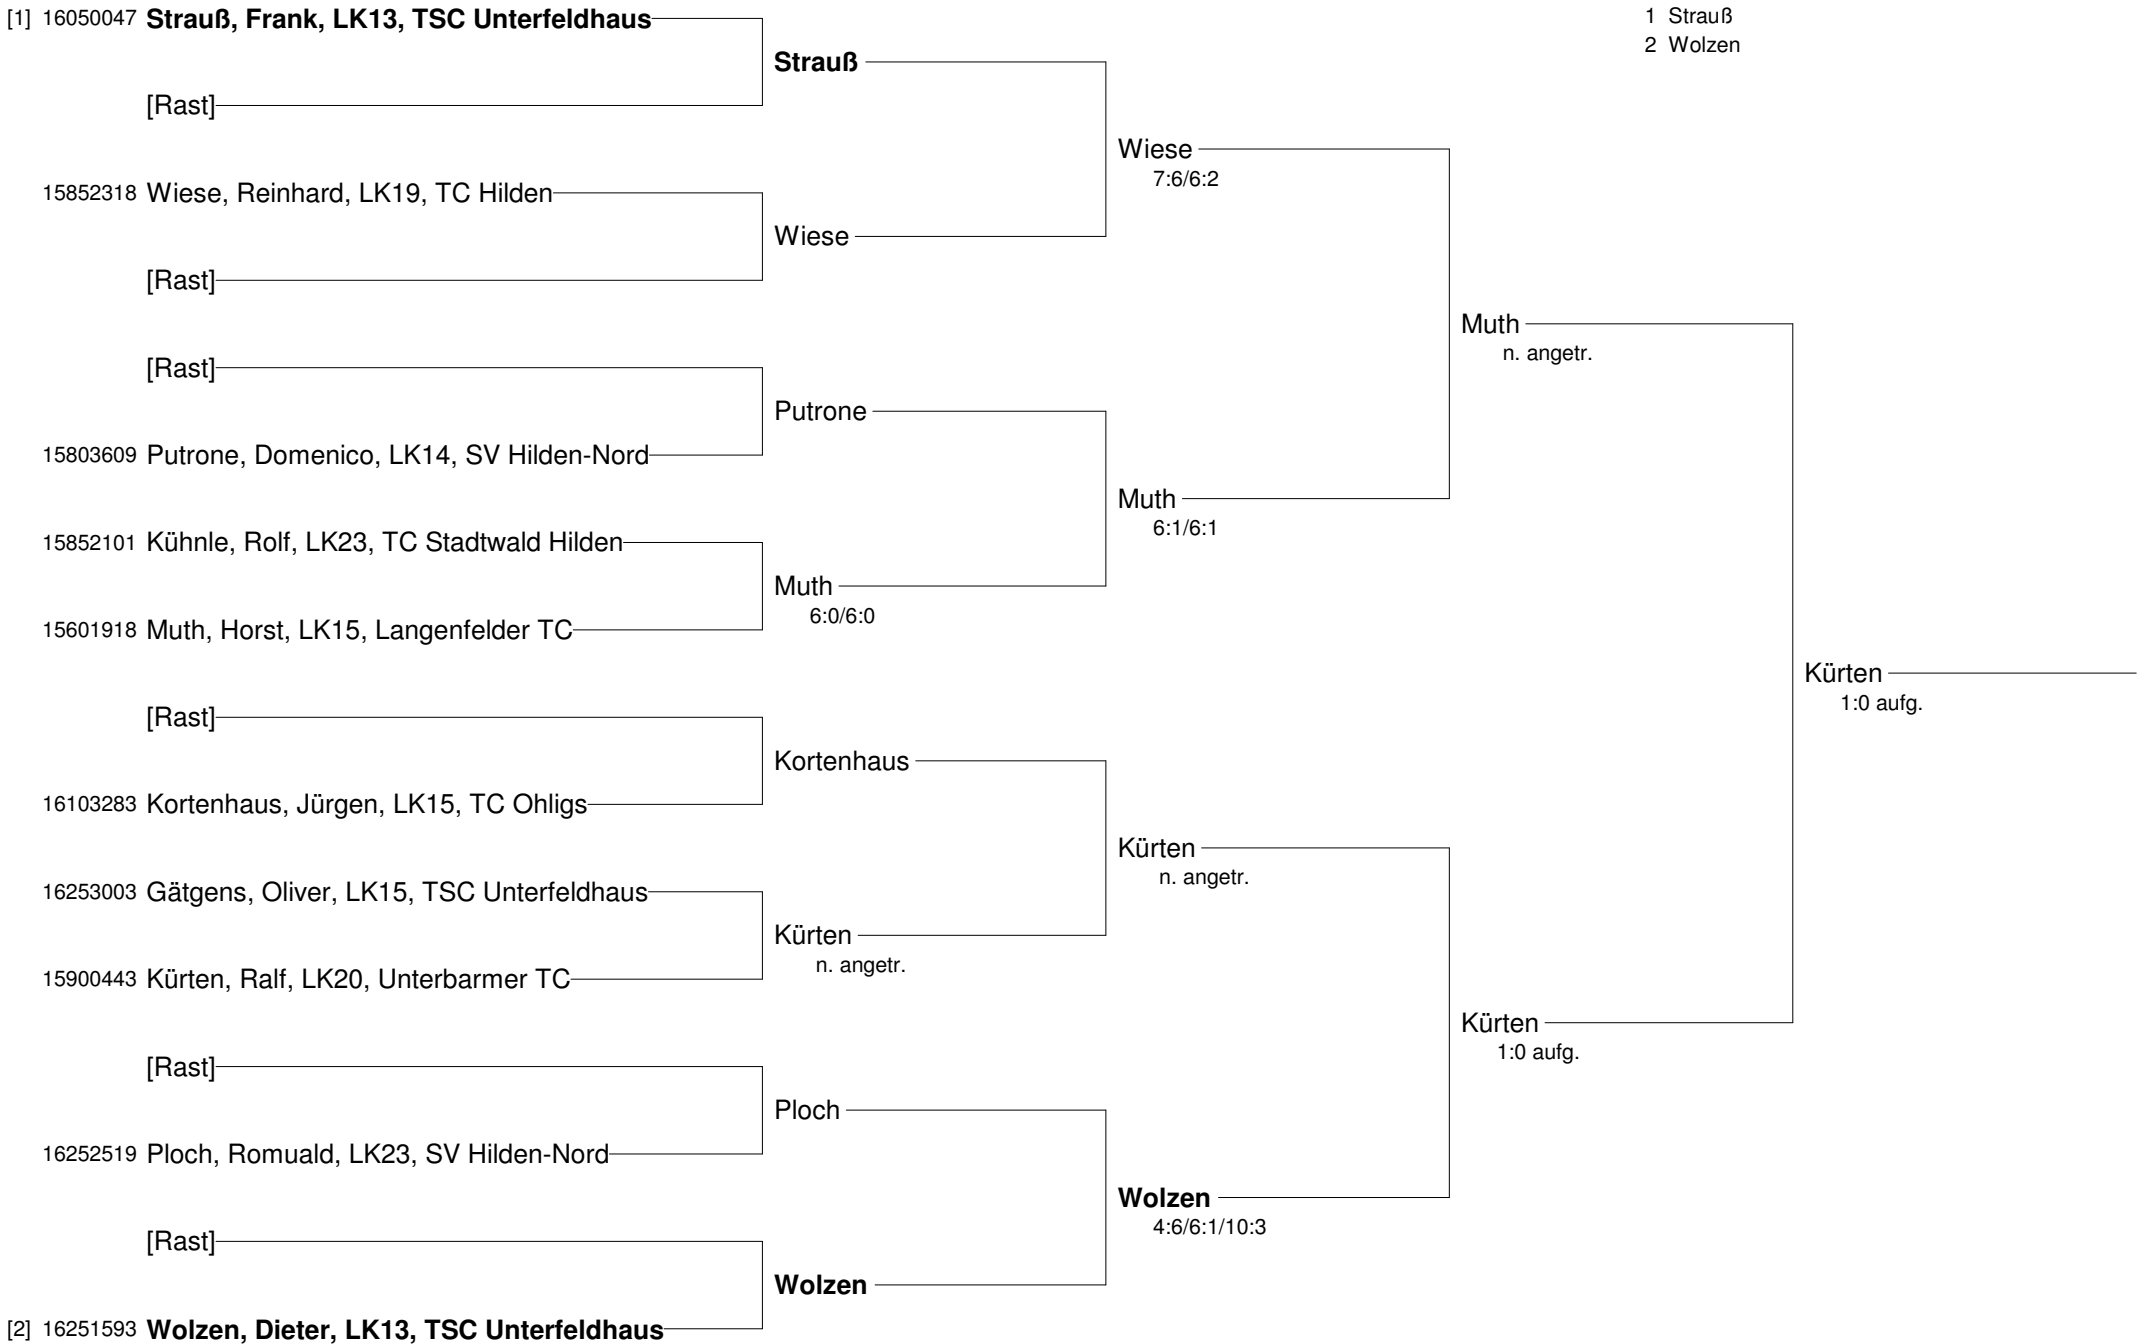 [1] 16050047 Strauß, Frank, LK13, TSC Unterfeldhaus
[Rast]
15852318 Wiese, Reinhard, LK19, TC Hilden
[Rast]
[Rast]
15803609 Putrone, Domenico, LK14, SV Hilden-Nord
15852101 Kühnle, Rolf, LK23, TC Stadtwald Hilden
15601918 Muth, Horst, LK15, Langenfelder TC
[Rast]
16103283 Kortenhaus, Jürgen, LK15, TC Ohligs
16253003 Gätgens, Oliver, LK15, TSC Unterfeldhaus
15900443 Kürten, Ralf, LK20, Unterbarmer TC
[Rast]
16252519 Ploch, Romuald, LK23, SV Hilden-Nord
[Rast]
[2] 16251593 Wolzen, Dieter, LK13, TSC Unterfeldhaus
Strauß
Wiese
Putrone
Muth
6:0/6:0
Kortenhaus
Kürten
n. angetr.
Ploch
Wolzen
Wiese
7:6/6:2
Muth
6:1/6:1
Kürten
n. angetr.
Wolzen
4:6/6:1/10:3
Muth
n. angetr.
Kürten
1:0 aufg.
Kürten
1:0 aufg.
1 Strauß
2 Wolzen